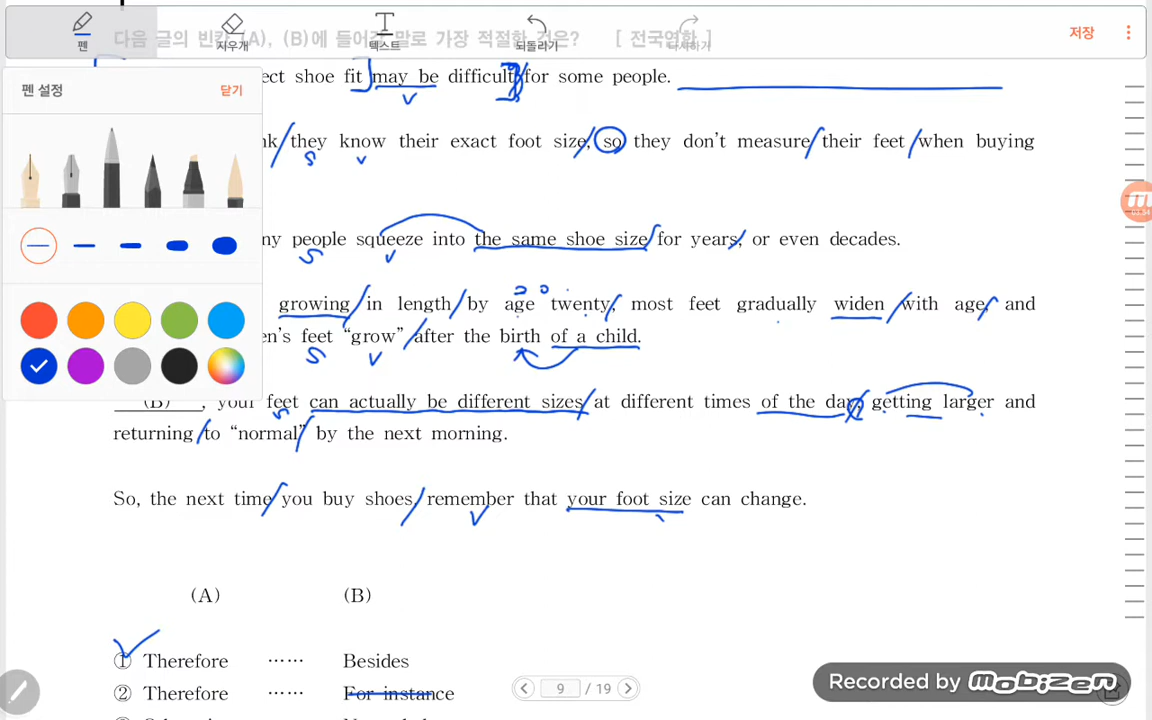 다음 글의 빈칸 (A), (B)에 들어갈 말로 가장 적절한 것은? [ 전국영화 ]
펜
지우개
텍스트
되돌리기
다시하기
저장
펜 설정
닫기
ect shoe fit may be difficult for some people.
nk they know their exact foot size, so they don't measure their feet when buying
ny people squeeze into the same shoe size for years, or even decades.
20
growing in length by age twenty, most feet gradually widen with age, and
en's feet "grow" after the birth of a child.
S V
(B) , your feet can actually be different sizes at different times of the day, getting larger and
returning to "normal" by the next morning.
So, the next time you buy shoes, remember that your foot size can change.
(A) (B)
① Therefore …… Besides
② Therefore …… For instance
9 / 19
Recorded by mobizen